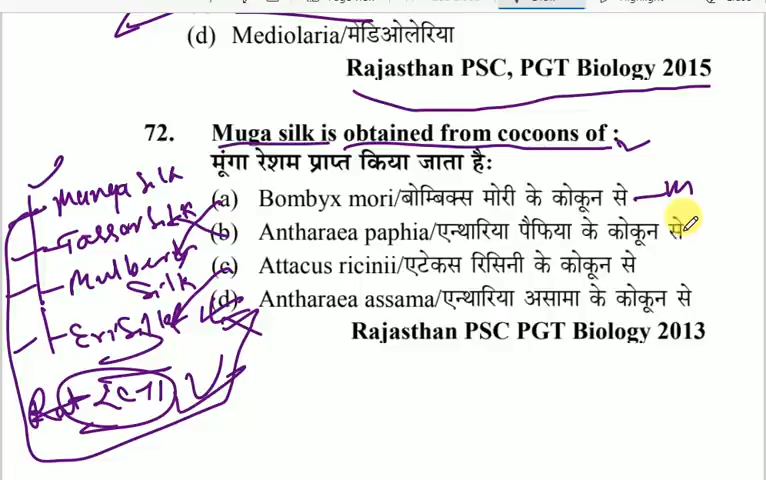 (d) Mediolaria/मेडिओलेरिया
Rajasthan PSC, PGT Biology 2015
72. Muga silk is obtained from cocoons of :
मूंगा रेशम प्राप्त किया जाता है:
(a) Bombyx mori/बोम्बिक्स मोरी के कोकून से
(b) Antharaea paphia/एन्थारिया पैफिया के कोकून से
(c) Attacus ricinii/एटेकस रिसिनी के कोकून से
(d) Antharaea assama/एन्थारिया असामा के कोकून से
Rajasthan PSC PGT Biology 2013
Silk
Tassar silk
Mulberry
silk
Eri silk
m